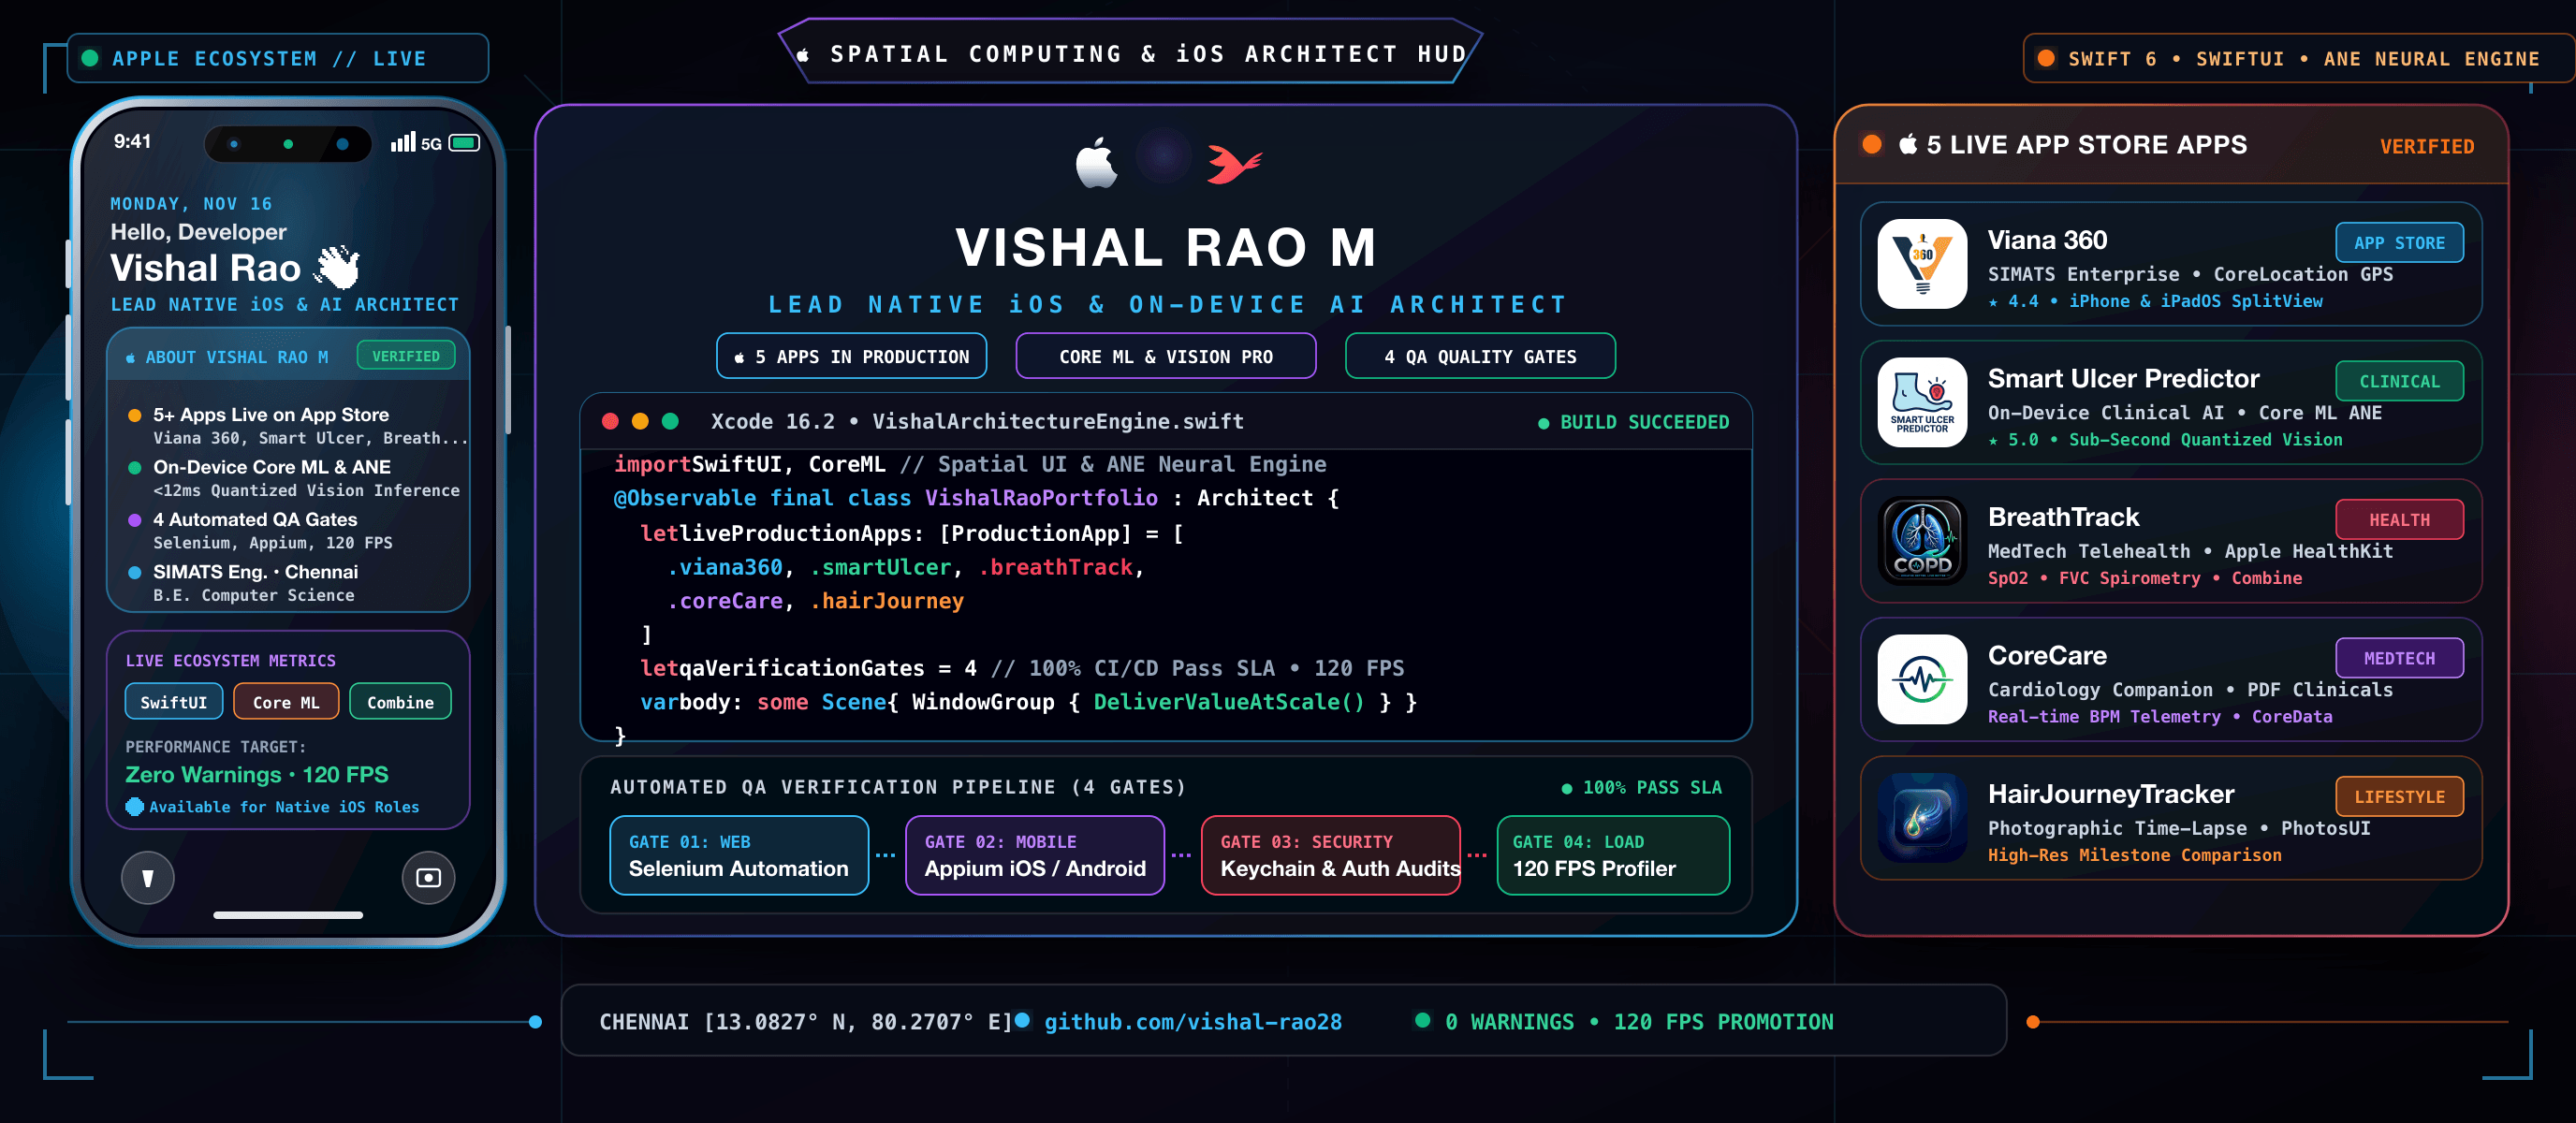 APPLE ECOSYSTEM // LIVE
SPATIAL COMPUTING & iOS ARCHITECT HUD
SWIFT 6 • SWIFTUI • ANE NEURAL ENGINE
9:41
5G
MONDAY, NOV 16
Hello, Developer
Vishal Rao
LEAD NATIVE iOS & AI ARCHITECT
ABOUT VISHAL RAO M
VERIFIED
5+ Apps Live on App Store
Viana 360, Smart Ulcer, Breath...
On-Device Core ML & ANE
<12ms Quantized Vision Inference
4 Automated QA Gates
Selenium, Appium, 120 FPS
SIMATS Eng. • Chennai
B.E. Computer Science
LIVE ECOSYSTEM METRICS
SwiftUI
Core ML
Combine
PERFORMANCE TARGET:
Zero Warnings • 120 FPS
Available for Native iOS Roles
VISHAL RAO M
LEAD NATIVE iOS & ON-DEVICE AI ARCHITECT
5 APPS IN PRODUCTION
CORE ML & VISION PRO
4 QA QUALITY GATES
Xcode 16.2 • VishalArchitectureEngine.swift
● BUILD SUCCEEDED
importSwiftUI, CoreML // Spatial UI & ANE Neural Engine
@Observable final class VishalRaoPortfolio : Architect {
letliveProductionApps: [ProductionApp] = [
.viana360, .smartUlcer, .breathTrack,
.coreCare, .hairJourney
]
letqaVerificationGates = 4 // 100% CI/CD Pass SLA • 120 FPS
varbody: some Scene{ WindowGroup { DeliverValueAtScale() } }
}
AUTOMATED QA VERIFICATION PIPELINE (4 GATES)
● 100% PASS SLA
GATE 01: WEB
Selenium Automation
GATE 02: MOBILE
Appium iOS / Android
GATE 03: SECURITY
Keychain & Auth Audits
GATE 04: LOAD
120 FPS Profiler
5 LIVE APP STORE APPS
VERIFIED
360
Viana 360
APP STORE
SIMATS Enterprise • CoreLocation GPS
★ 4.4 • iPhone & iPadOS SplitView
SMART ULCER
PREDICTOR
Smart Ulcer Predictor
CLINICAL
On-Device Clinical AI • Core ML ANE
★ 5.0 • Sub-Second Quantized Vision
COPD
BreathTrack
HEALTH
MedTech Telehealth • Apple HealthKit
SpO2 • FVC Spirometry • Combine
CoreCare
MEDTECH
Cardiology Companion • PDF Clinicals
Real-time BPM Telemetry • CoreData
HairJourneyTracker
LIFESTYLE
Photographic Time-Lapse • PhotosUI
High-Res Milestone Comparison
CHENNAI [13.0827° N, 80.2707° E]
github.com/vishal-rao28
0 WARNINGS • 120 FPS PROMOTION